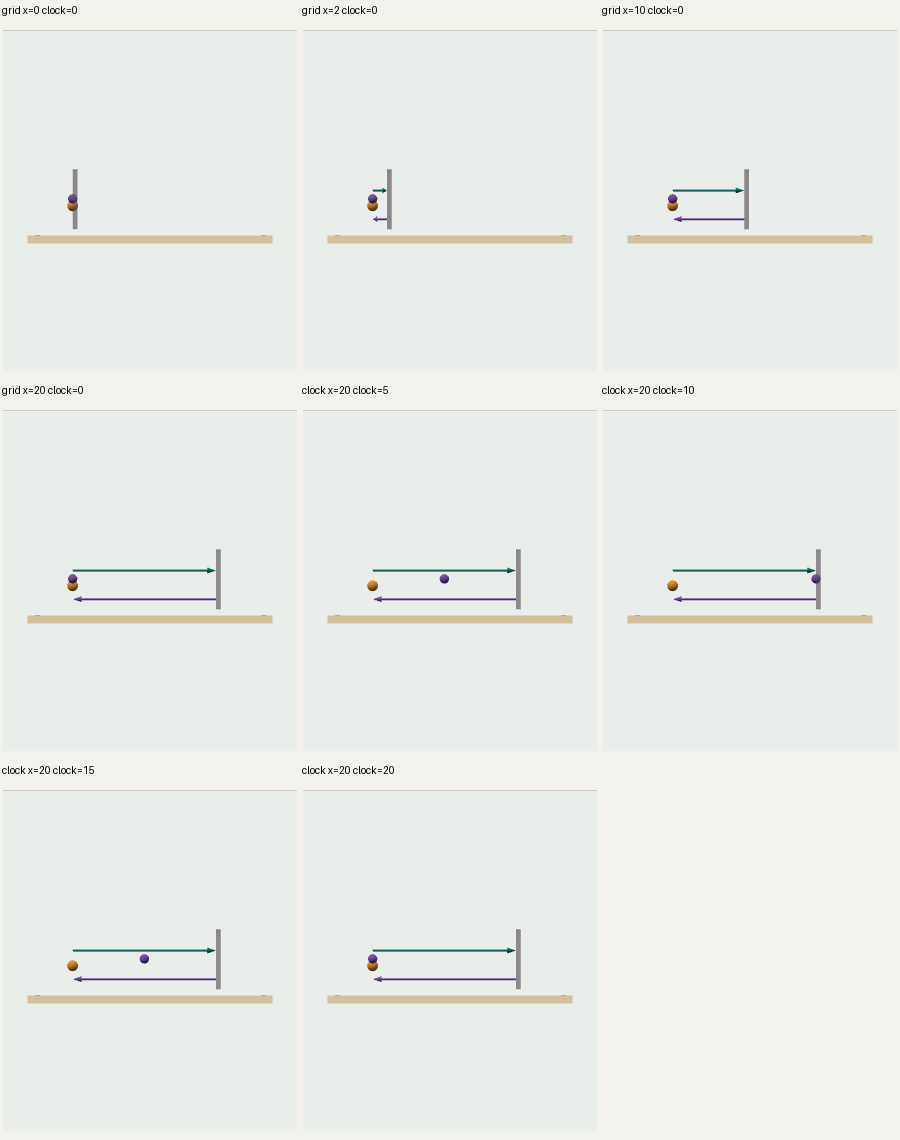 grid x=0 clock=0
grid x=2 clock=0
grid x=10 clock=0
grid x=20 clock=0
clock x=20 clock=5
clock x=20 clock=10
clock x=20 clock=15
clock x=20 clock=20